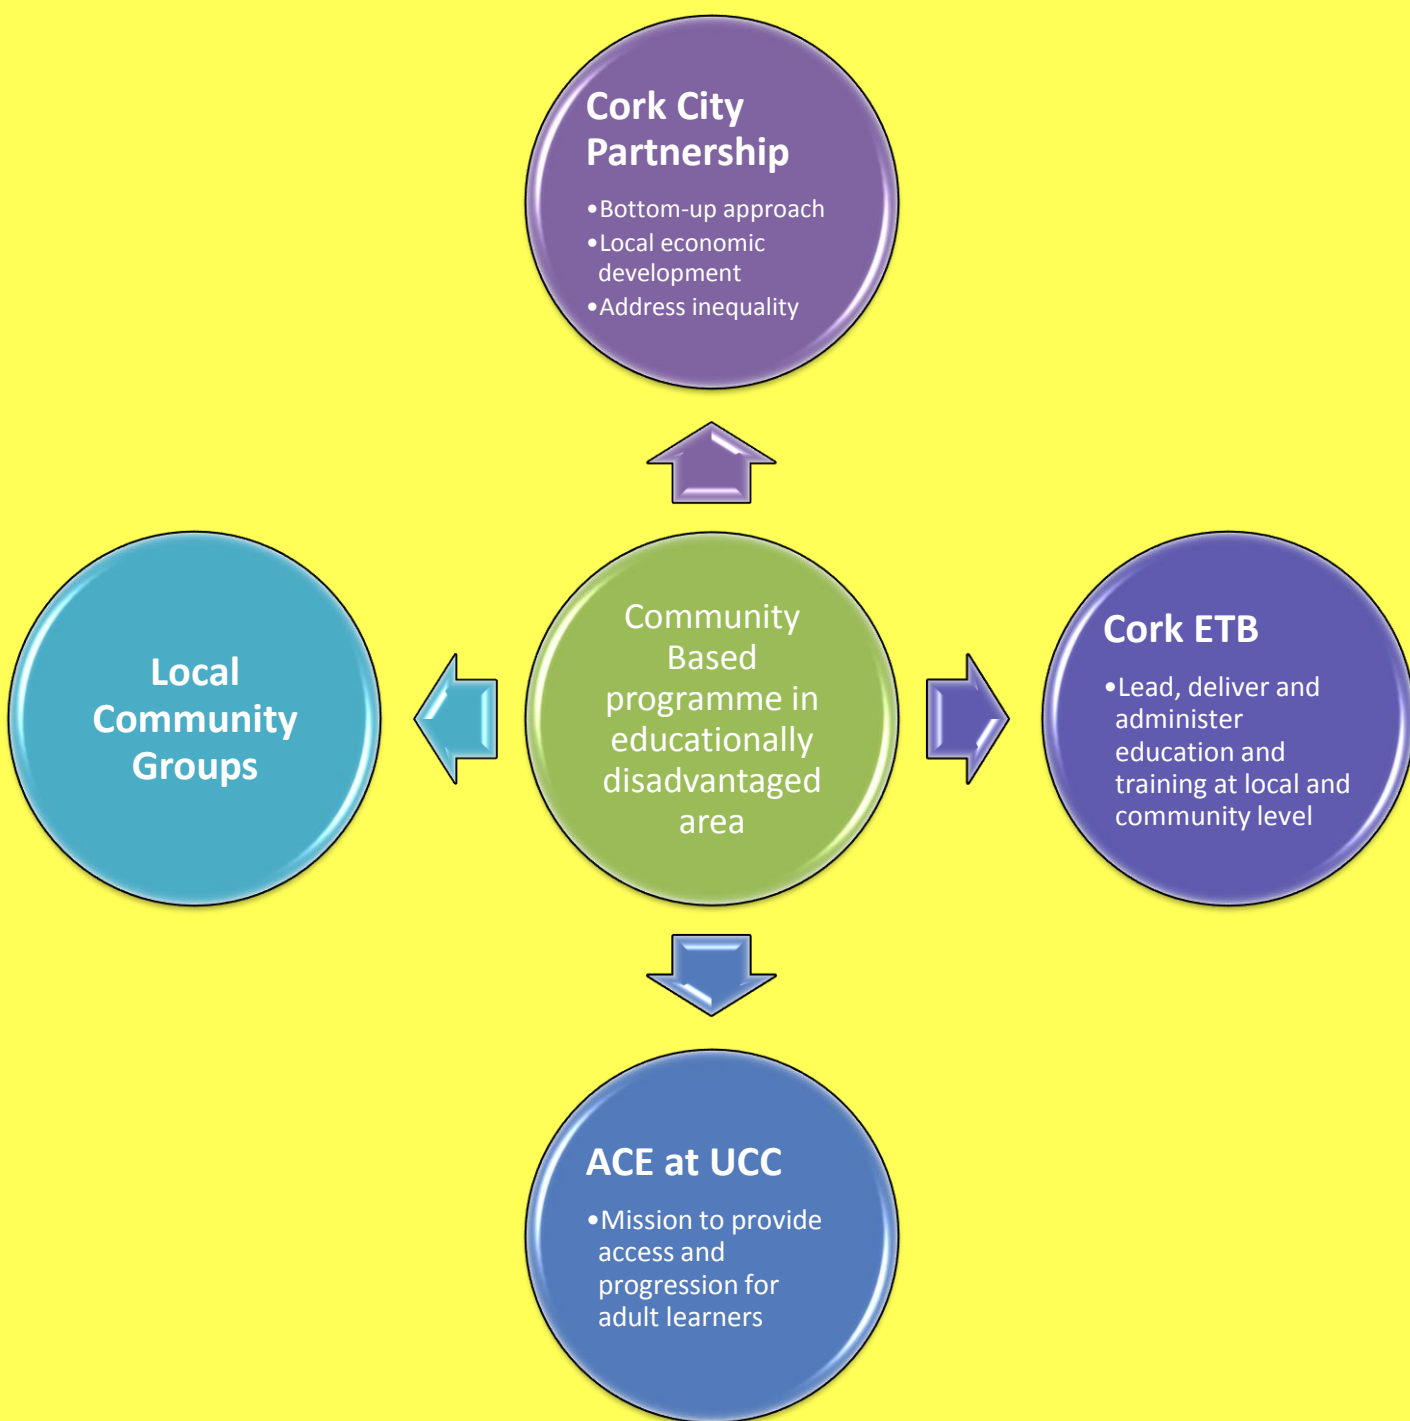 Cork City
Partnership
•Bottom-up approach
•Local economic
development
•Address inequality
Local
Community
Groups
Community
Based
programme in
educationally
disadvantaged
area
Cork ETB
•Lead, deliver and
administer
education and
training at local and
community level
ACE at UCC
•Mission to provide
access and
progression for
adult learners